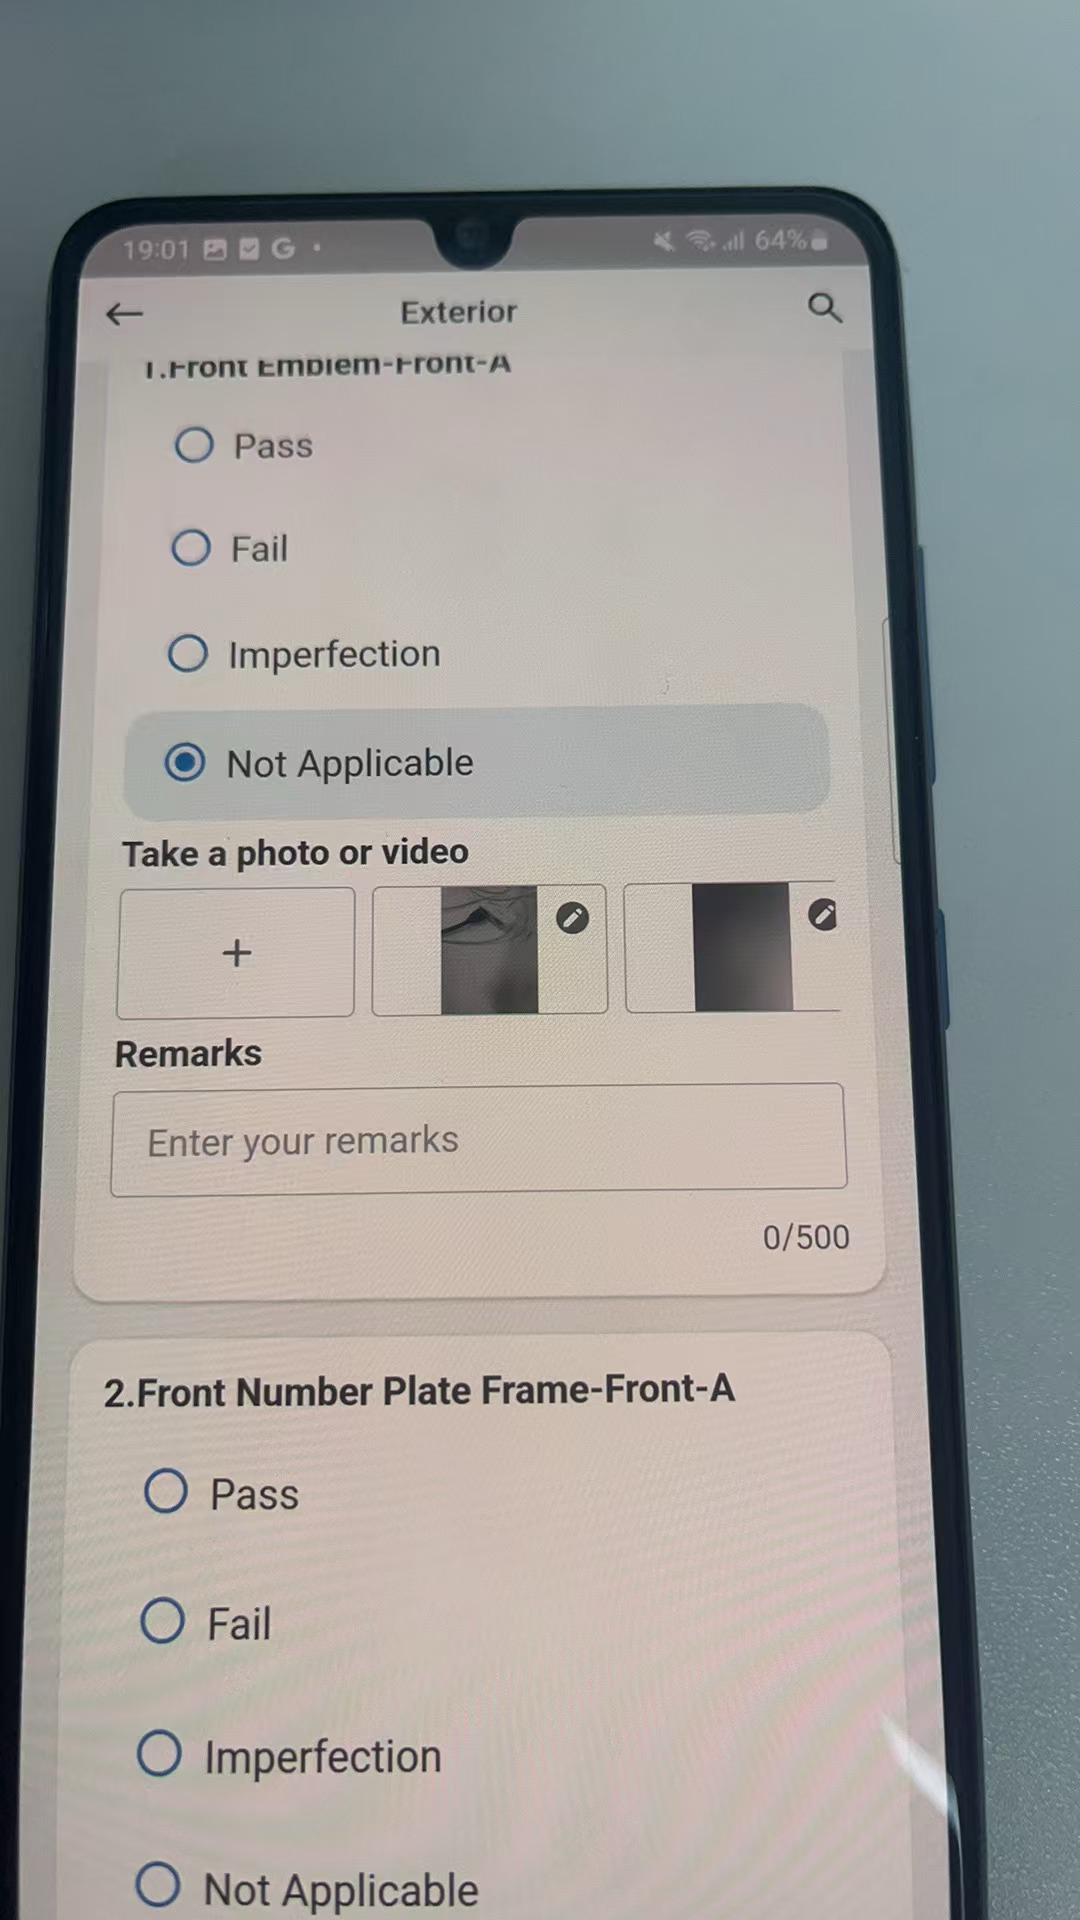 19:01 G 64%
Exterior
1.Front Emblem-Front-A
Pass
Fail
Imperfection
Not Applicable
Take a photo or video
+
Remarks
Enter your remarks
0/500
2.Front Number Plate Frame-Front-A
Pass
Fail
Imperfection
Not Applicable